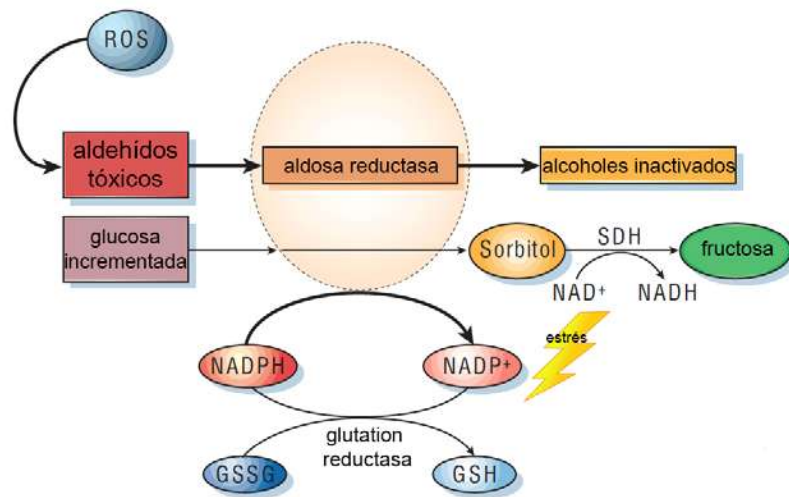 ROS
aldehídos
tóxicos
aldosa reductasa
alcoholes inactivados
glucosa
incrementada
Sorbitol
SDH
fructosa
NAD+
NADH
estrés
NADPH
NADP+
glutation
reductasa
GSSG
GSH